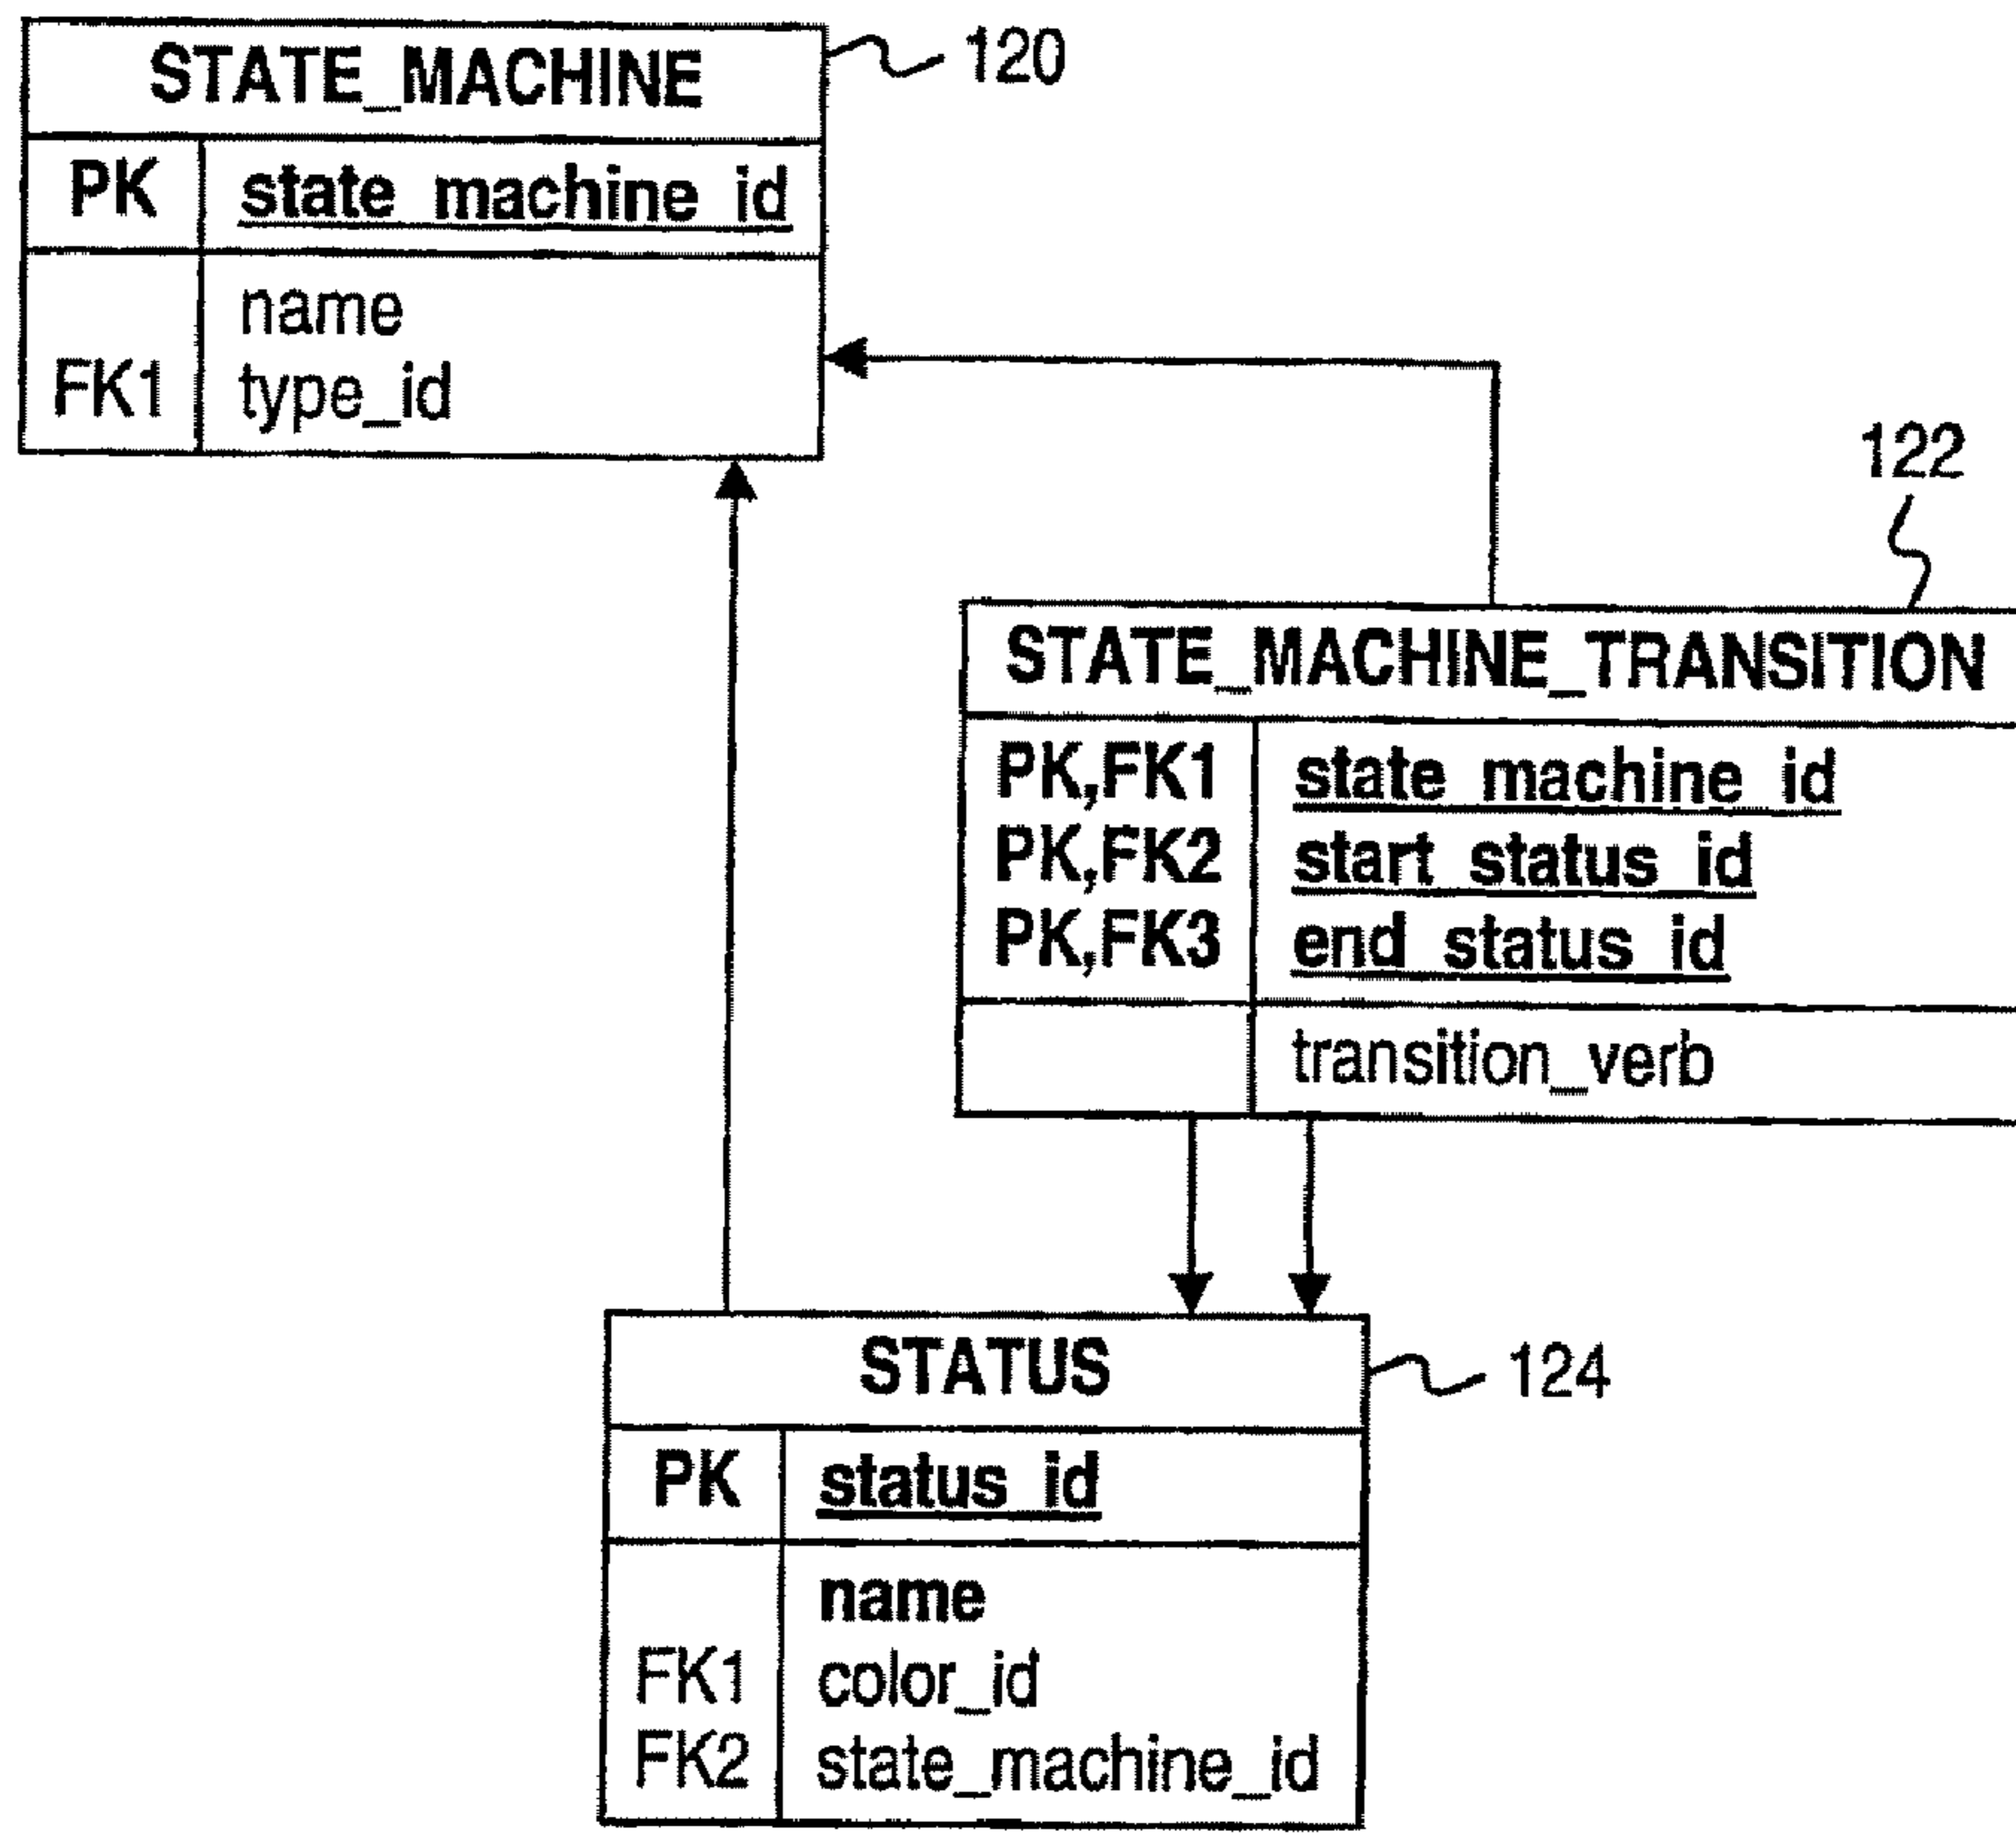 STATE_MACHINE
120
PK state_machine_id
name
FK1 type_id
122
STATE_MACHINE_TRANSITION
PK,FK1 state_machine_id
PK,FK2 start_status_id
PK,FK3 end_status_id
transition_verb
STATUS
124
PK status_id
name
FK1 color_id
FK2 state_machine_id